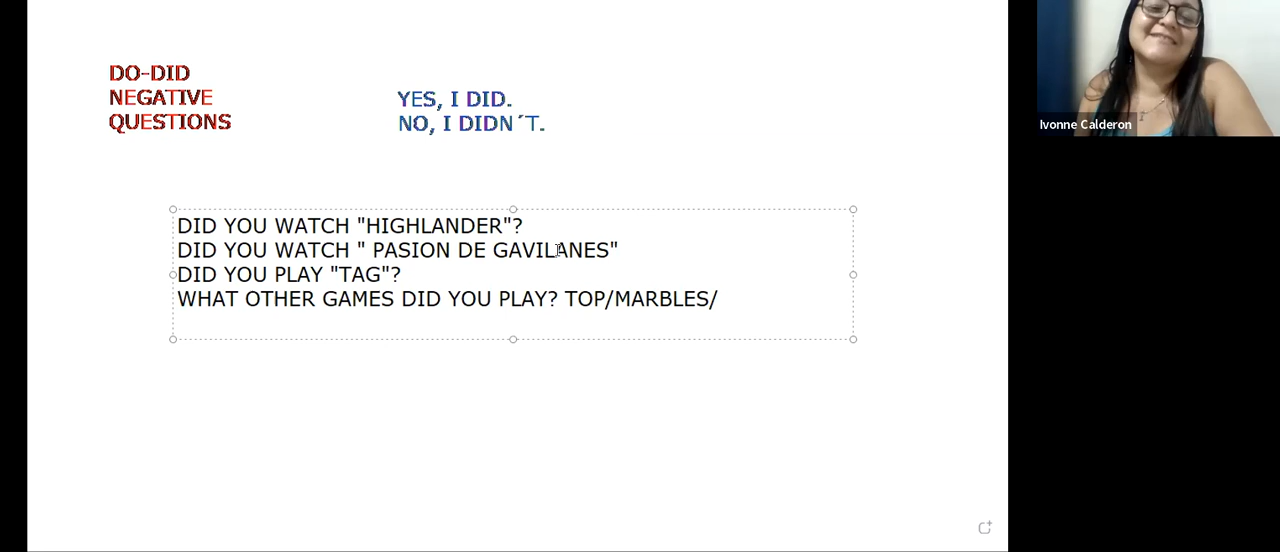 DO-DID
NEGATIVE
QUESTIONS
YES, I DID.
NO, I DIDN´T.
DID YOU WATCH "HIGHLANDER"?
DID YOU WATCH " PASION DE GAVILANES"
DID YOU PLAY "TAG"?
WHAT OTHER GAMES DID YOU PLAY? TOP/MARBLES/
Ivonne Calderon